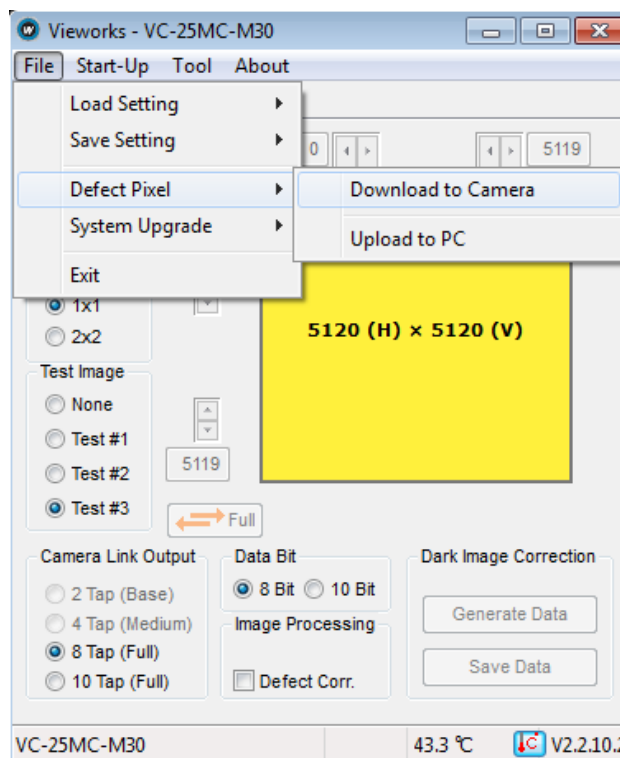 Vieworks - VC-25MC-M30
File Start-Up Tool About
Load Setting
Save Setting
0 5119
Defect Pixel
Download to Camera
System Upgrade
Upload to PC
Exit
1x1
2x2
5120 (H) × 5120 (V)
Test Image
None
Test #1
Test #2
5119
Test #3
Full
Camera Link Output
Data Bit
Dark Image Correction
2 Tap (Base)
8 Bit 10 Bit
4 Tap (Medium)
Image Processing
Generate Data
8 Tap (Full)
Save Data
10 Tap (Full)
Defect Corr.
VC-25MC-M30 43.3 ℃ C V2.2.10.2